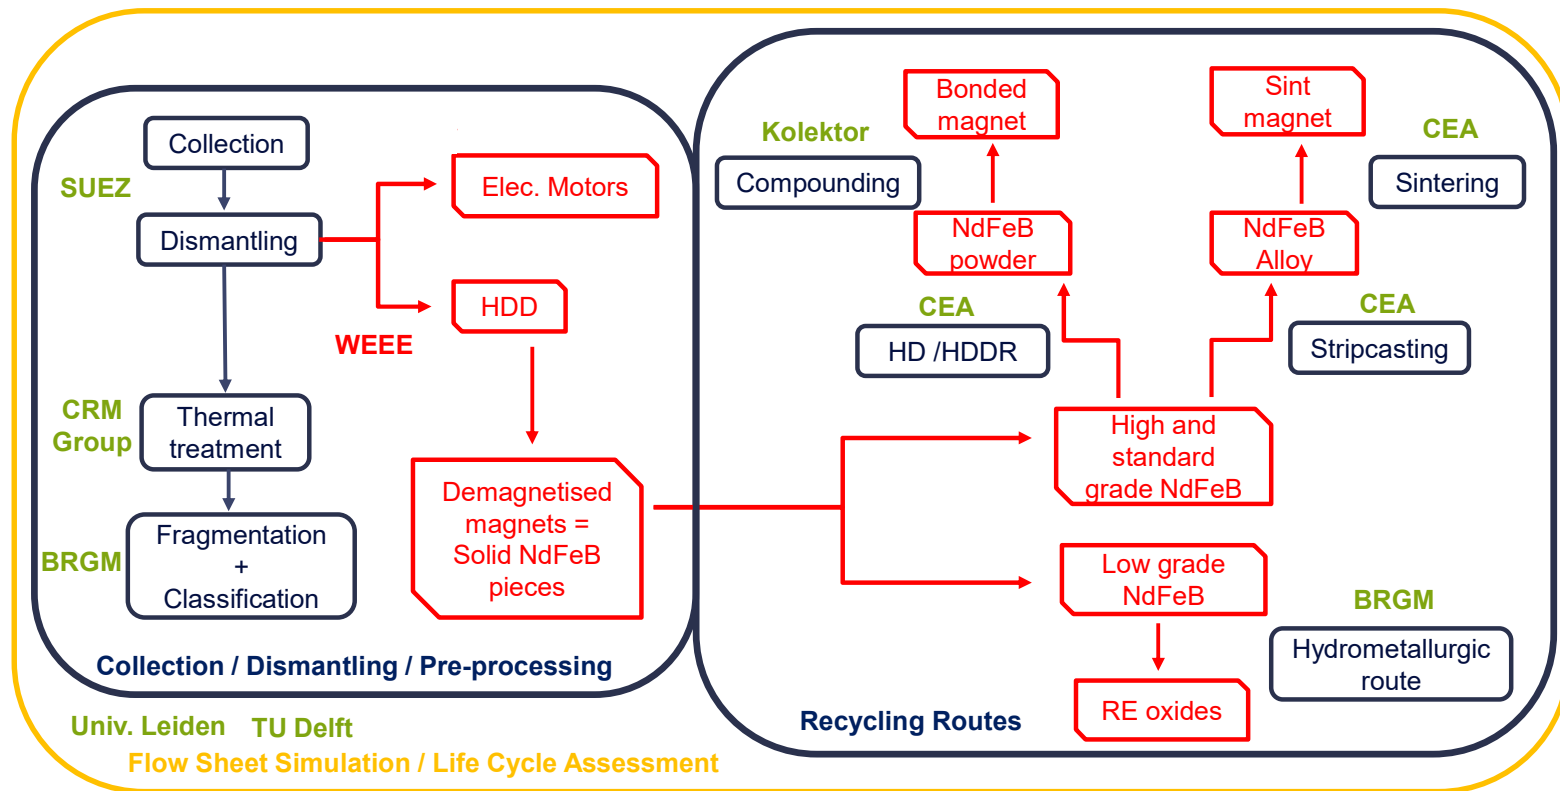 Collection
SUEZ
Dismantling
Elec. Motors
HDD
WEEE
CRM
Group
Thermal
treatment
BRGM
Fragmentation
+
Classification
Demagnetised
magnets =
Solid NdFeB
pieces
Collection / Dismantling / Pre-processing
Kolektor
Compounding
Bonded
magnet
Sint
magnet
CEA
Sintering
NdFeB
powder
NdFeB
Alloy
CEA
HD /HDDR
CEA
Stripcasting
High and
standard
grade NdFeB
Low grade
NdFeB
BRGM
Hydrometallurgic
route
RE oxides
Recycling Routes
Univ. Leiden
TU Delft
Flow Sheet Simulation / Life Cycle Assessment